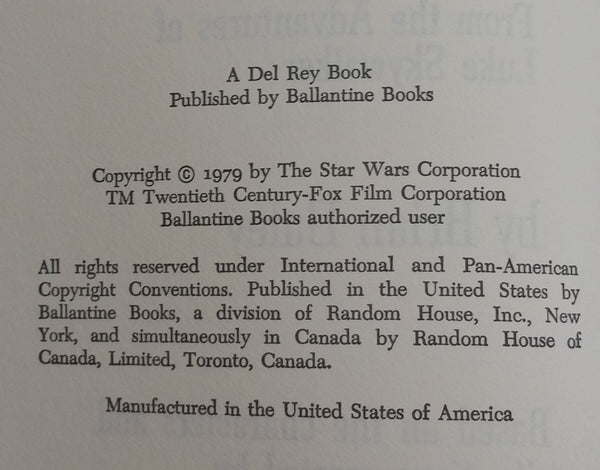 A Del Rey Book
Published by Ballantine Books
Copyright © 1979 by The Star Wars Corporation
TM Twentieth Century-Fox Film Corporation
Ballantine Books authorized user
All rights reserved under International and Pan-American
Copyright Conventions. Published in the United States by
Ballantine Books, a division of Random House, Inc., New
York, and simultaneously in Canada by Random House of
Canada, Limited, Toronto, Canada.
Manufactured in the United States of America